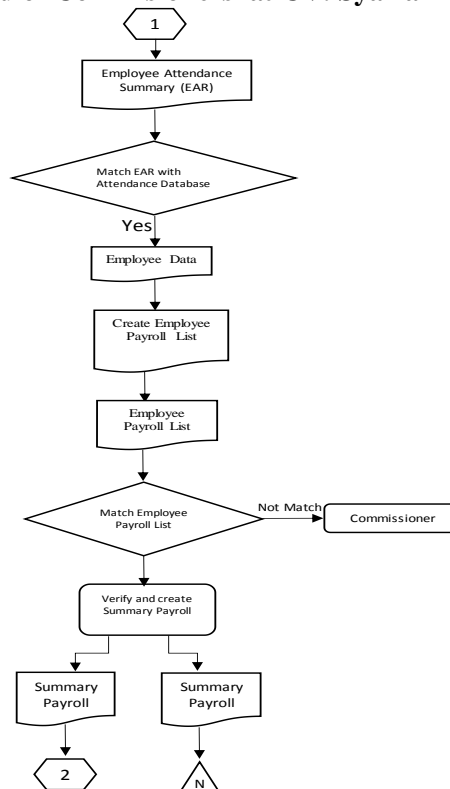 1
Employee Attendance
Summary (EAR)
Match EAR with
Attendance Database
Yes
Employee Data
Create Employee
Payroll List
Employee
Payroll List
Match Employee
Payroll List
Not Match
Commissioner
Verify and create
Summary Payroll
Summary
Payroll
Summary
Payroll
2
N